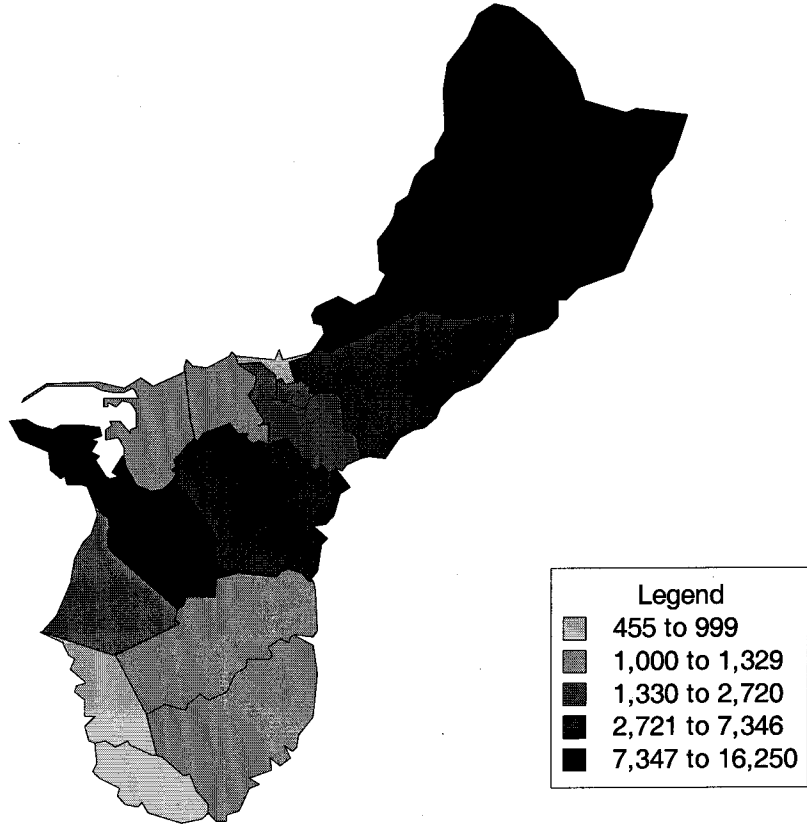 Legend
455 to 999
1,000 to 1,329
1,330 to 2,720
2,721 to 7,346
7,347 to 16,250